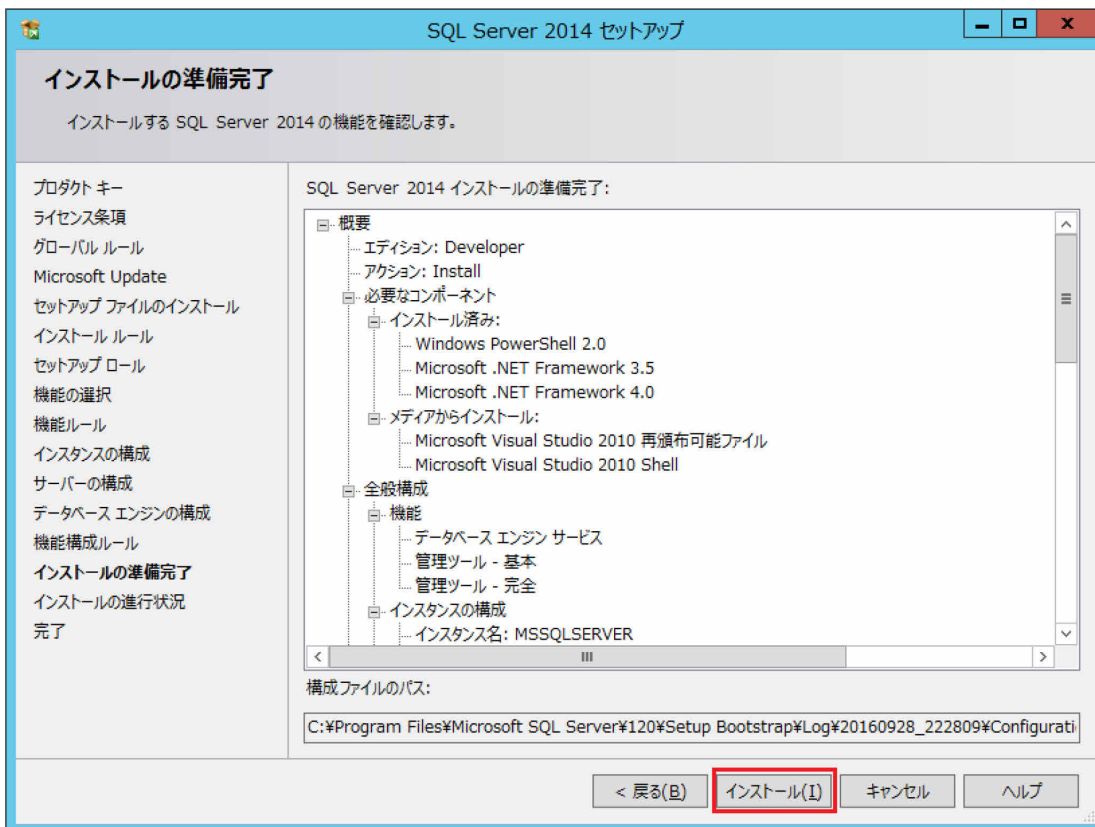 SQL Server 2014 セットアップ
インストールの準備完了
インストールする SQL Server 2014 の機能を確認します。
プロダクト キー
ライセンス条項
グローバル ルール
Microsoft Update
セットアップ ファイルのインストール
インストール ルール
セットアップ ロール
機能の選択
機能ルール
インスタンスの構成
サーバーの構成
データベース エンジンの構成
機能構成ルール
インストールの準備完了
インストールの進行状況
完了
SQL Server 2014 インストールの準備完了:
概要
エディション: Developer
アクション: Install
必要なコンポーネント
インストール済み:
Windows PowerShell 2.0
Microsoft .NET Framework 3.5
Microsoft .NET Framework 4.0
メディアからインストール:
Microsoft Visual Studio 2010 再頒布可能ファイル
Microsoft Visual Studio 2010 Shell
全般構成
機能
データベース エンジン サービス
管理ツール - 基本
管理ツール - 完全
インスタンスの構成
インスタンス名: MSSQLSERVER
構成ファイルのパス:
C:¥Program Files¥Microsoft SQL Server¥120¥Setup Bootstrap¥Log¥20160928_222809¥Configurati
< 戻る(B)
インストール(I)
キャンセル
ヘルプ